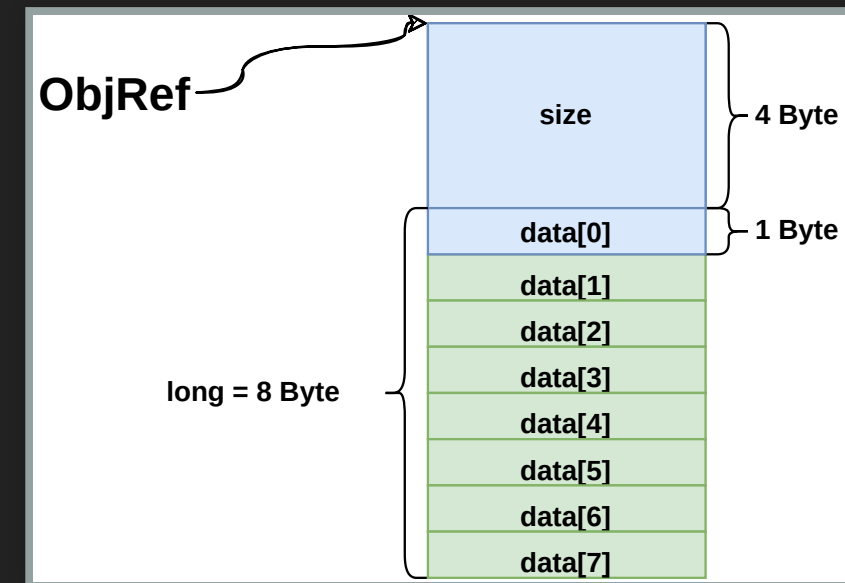 ObjRef
size
4 Byte
data[0]
1 Byte
data[1]
data[2]
data[3]
long = 8 Byte
data[4]
data[5]
data[6]
data[7]